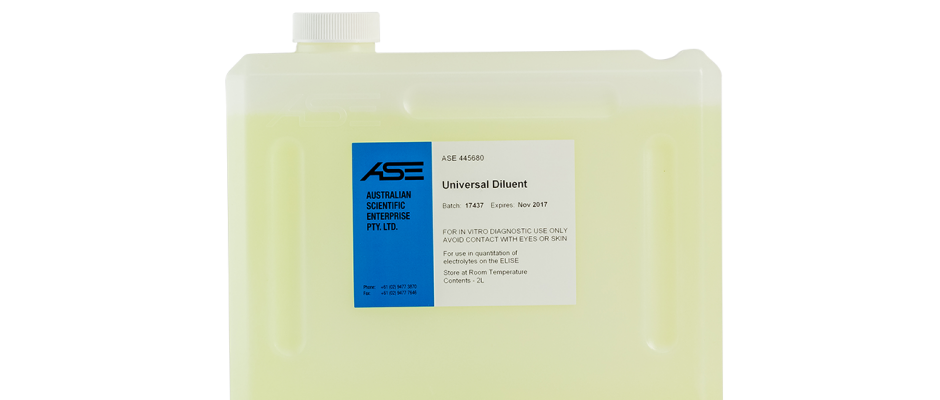 ASE
AUSTRALIAN
SCIENTIFIC
ENTERPRISE
PTY. LTD.
Phone:
Fax:
ASE 445680
Universal Diluent
Batch: 17437 Expires: Nov 2017
FOR IN VITRO DIAGNOSTIC USE ONLY
AVOID CONTACT WITH EYES OR SKIN
For use in quantitation of
electrolytes on the ELISE
Store at Room Temperature
Contents - 2L